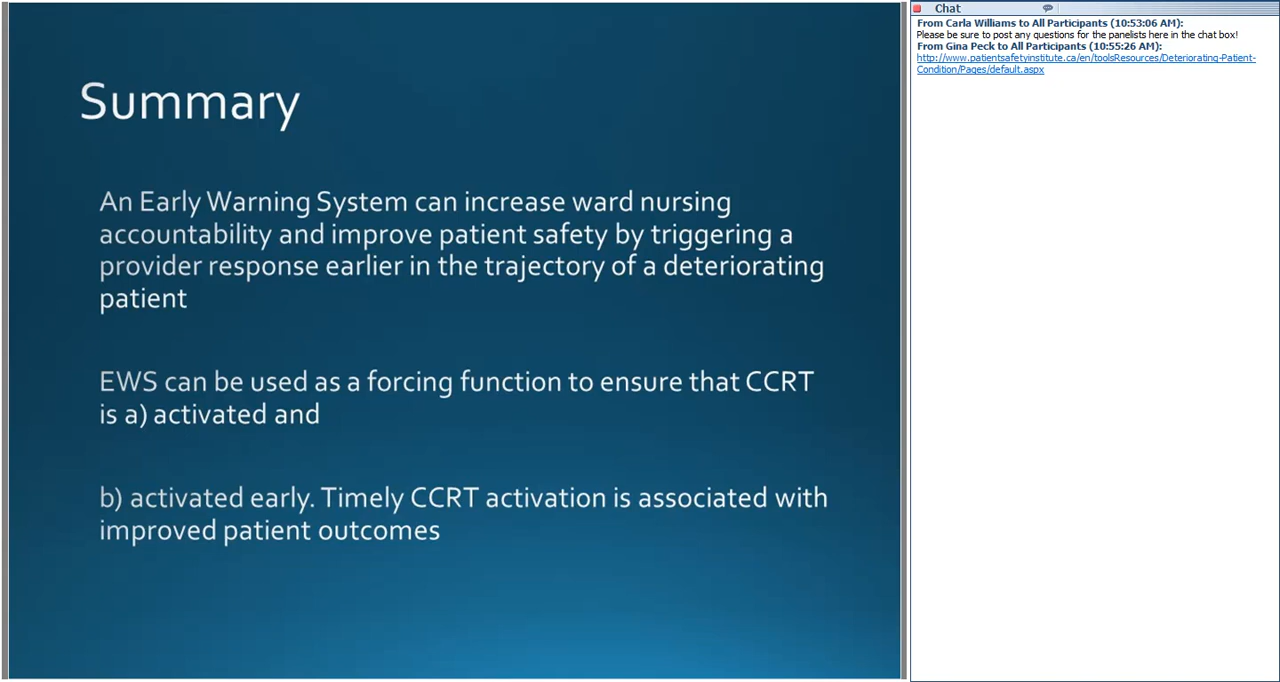 Summary
An Early Warning System can increase ward nursing
accountability and improve patient safety by triggering a
provider response earlier in the trajectory of a deteriorating
patient
EWS can be used as a forcing function to ensure that CCRT
is a) activated and
b) activated early. Timely CCRT activation is associated with
improved patient outcomes
Chat
From Carla Williams to All Participants (10:53:06 AM):
Please be sure to post any questions for the panelists here in the chat box!
From Gina Peck to All Participants (10:55:26 AM):
http://www.patientsafetyinstitute.ca/en/toolsResources/Deteriorating-Patient-
Condition/Pages/default.aspx